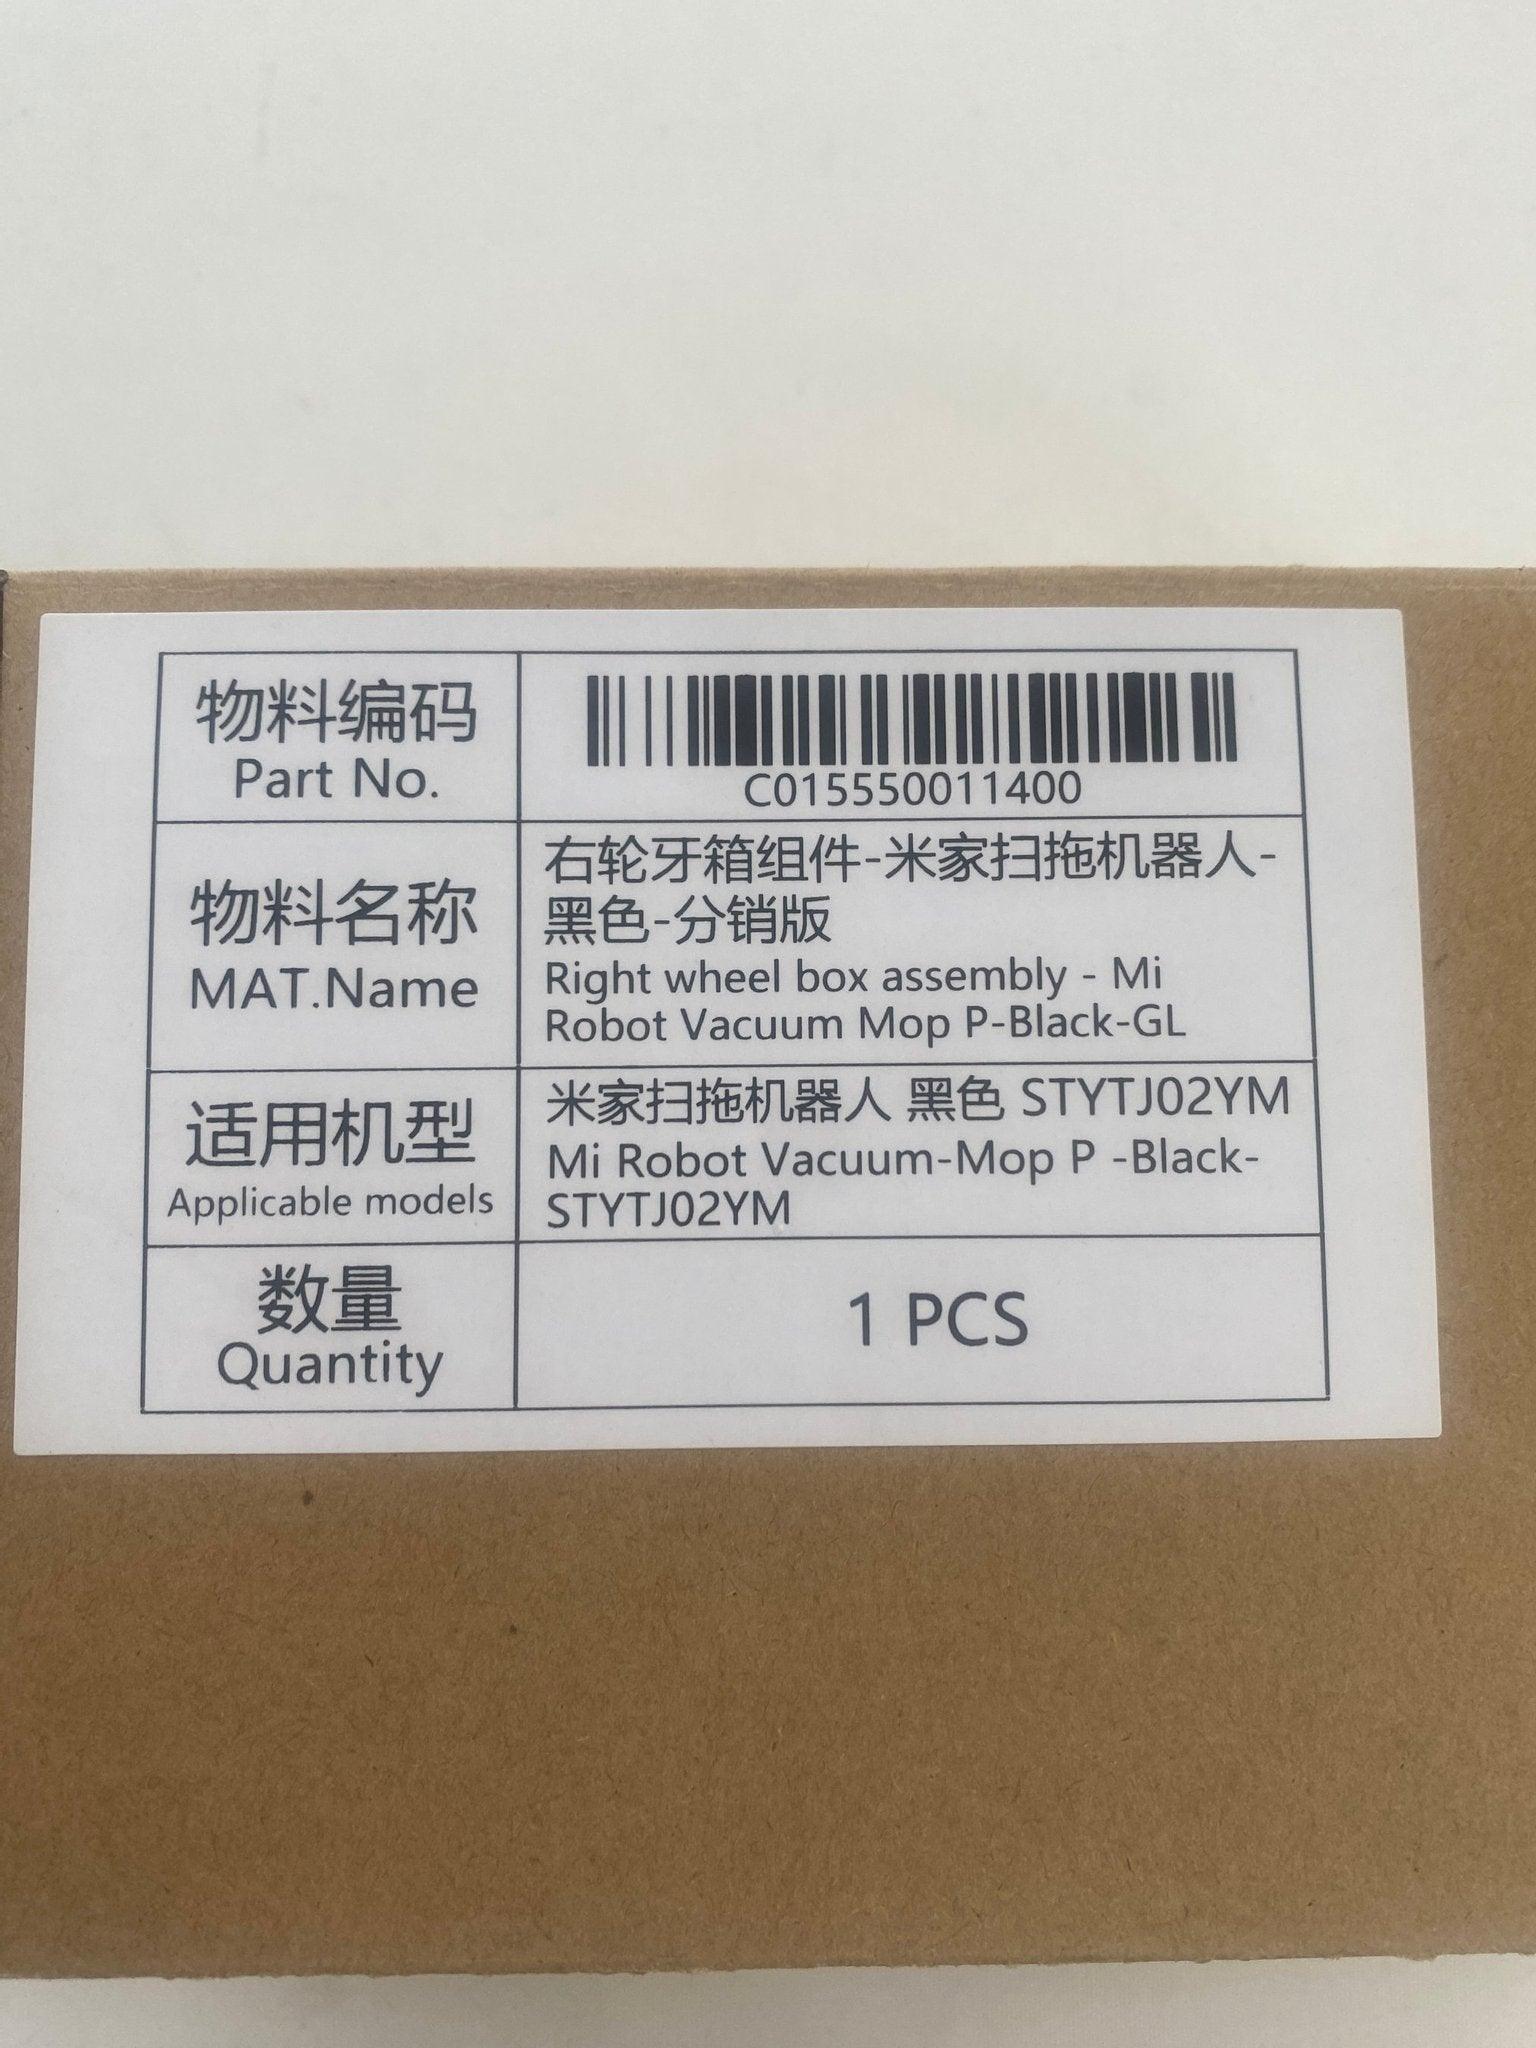 物料编码
Part No.
C015550011400
物料名称
MAT.Name
右轮牙箱组件-米家扫拖机器人-
黑色-分销版
Right wheel box assembly - Mi
Robot Vacuum Mop P-Black-GL
适用机型
Applicable models
米家扫拖机器人 黑色 STYTJ02YM
Mi Robot Vacuum-Mop P -Black-
STYTJ02YM
数量
Quantity
1 PCS